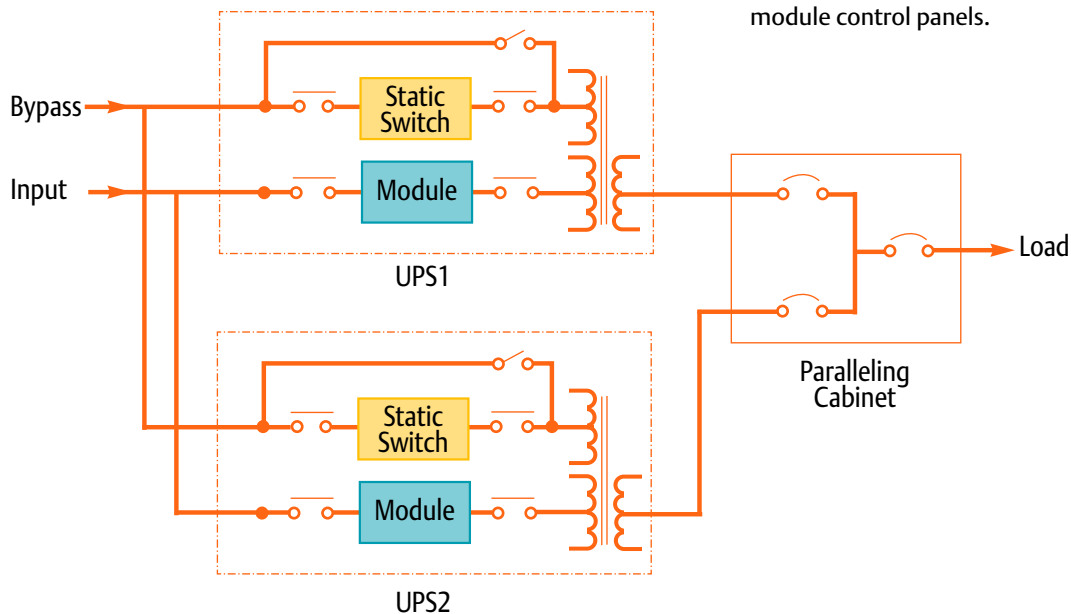 module control panels.
Bypass
Static
Switch
Input
Module
UPS1
Load
Paralleling
Cabinet
Static
Switch
Module
UPS2